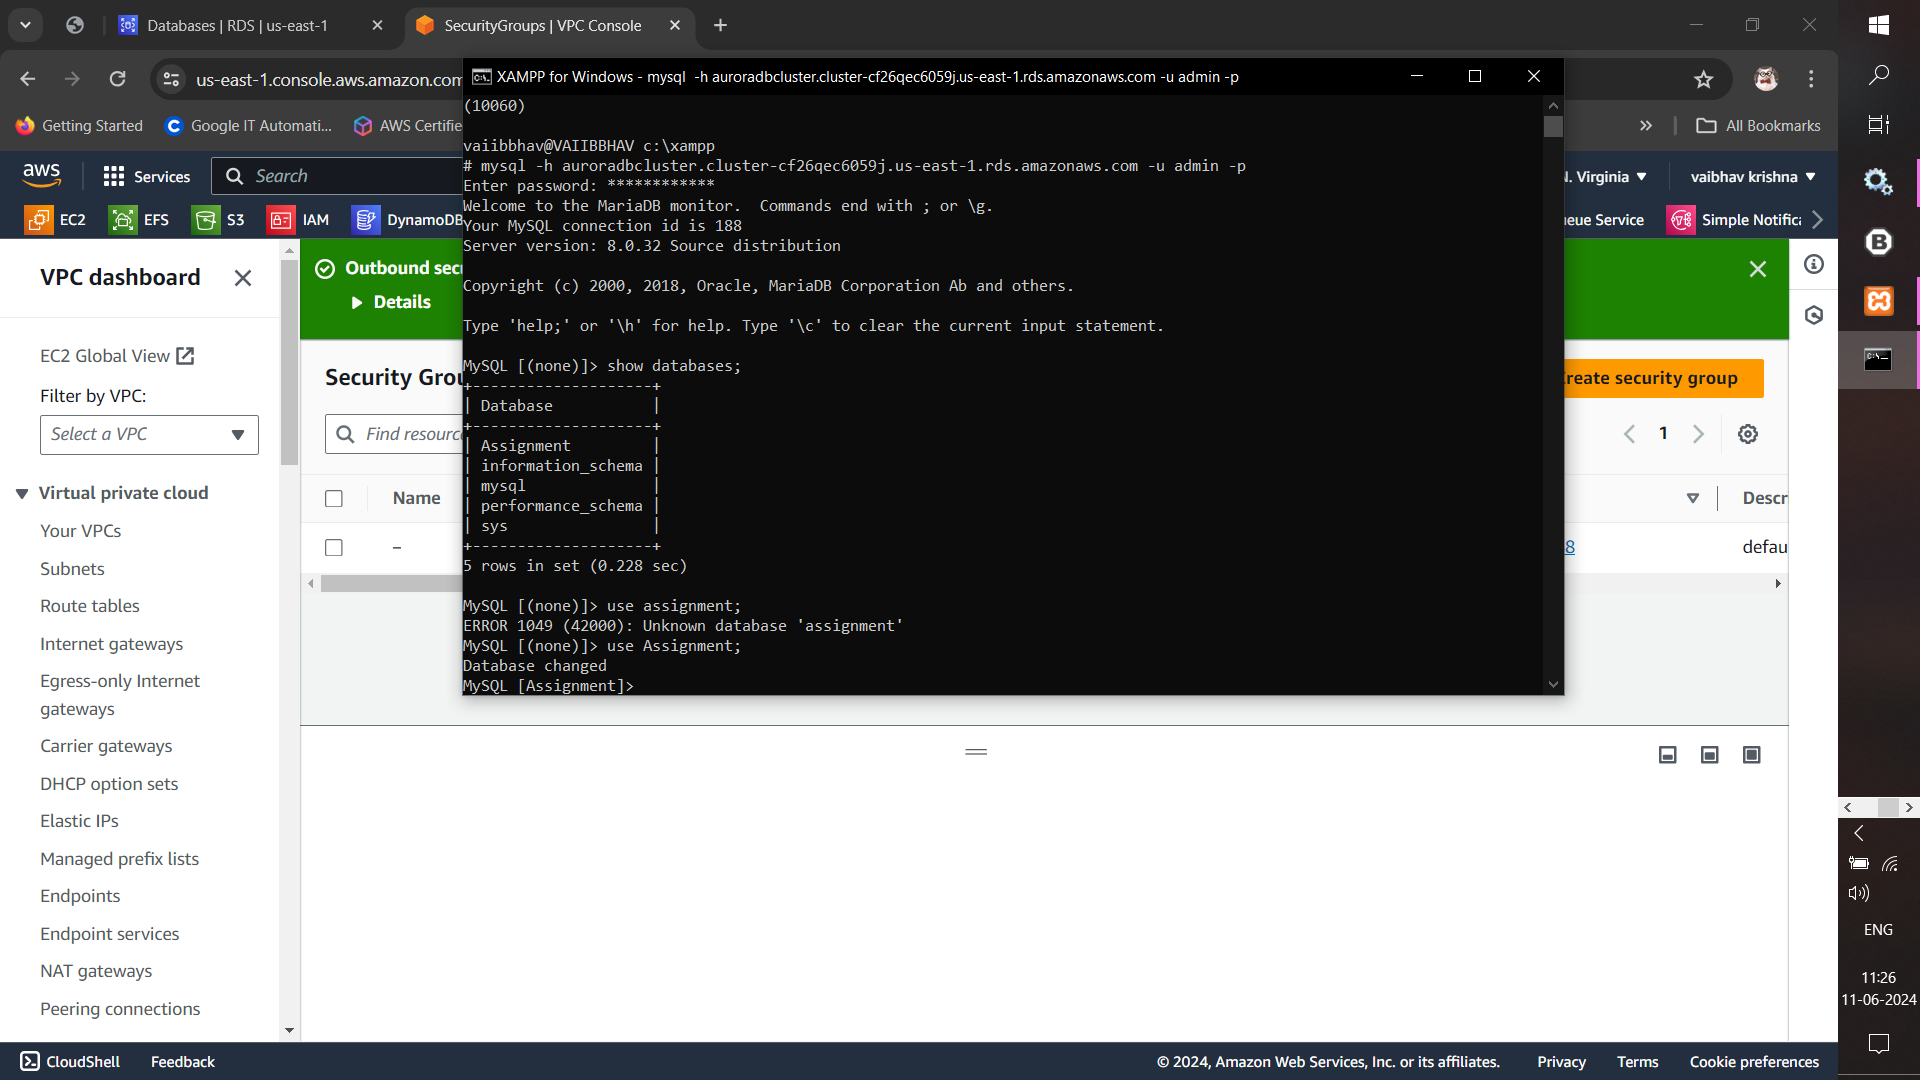 Databases | RDS | us-east-1
SecurityGroups | VPC Console
us-east-1.console.aws.amazon.com
XAMPP for Windows - mysql -h auroradbcluster.cluster-cf26qec6059j.us-east-1.rds.amazonaws.com -u admin -p
Getting Started
Google IT Automati...
AWS Certifie
All Bookmarks
aws
Services
Search
N. Virginia
vaibhav krishna
EC2
EFS
S3
IAM
DynamoDB
eue Service
Simple Notifica
(10060)
vaiibbhav@VAIIBBHAV c:\xampp
# mysql -h auroradbcluster.cluster-cf26qec6059j.us-east-1.rds.amazonaws.com -u admin -p
Enter password: ************
Welcome to the MariaDB monitor.  Commands end with ; or \g.
Your MySQL connection id is 188
Server version: 8.0.32 Source distribution
Copyright (c) 2000, 2018, Oracle, MariaDB Corporation Ab and others.
Type 'help;' or '\h' for help. Type '\c' to clear the current input statement.
MySQL [(none)]> show databases;
+--------------------+
| Database           |
+--------------------+
| Assignment         |
| information_schema |
| mysql              |
| performance_schema |
| sys                |
+--------------------+
5 rows in set (0.228 sec)
MySQL [(none)]> use assignment;
ERROR 1049 (42000): Unknown database 'assignment'
MySQL [(none)]> use Assignment;
Database changed
MySQL [Assignment]>
VPC dashboard
EC2 Global View
Filter by VPC:
Select a VPC
Virtual private cloud
Your VPCs
Subnets
Route tables
Internet gateways
Egress-only Internet
gateways
Carrier gateways
DHCP option sets
Elastic IPs
Managed prefix lists
Endpoints
Endpoint services
NAT gateways
Peering connections
Outbound secu
Details
Security Grou
Create security group
Find resourc
1
Name
Descr
–
8
defau
ENG
11:26
11-06-2024
CloudShell
Feedback
© 2024, Amazon Web Services, Inc. or its affiliates.
Privacy
Terms
Cookie preferences